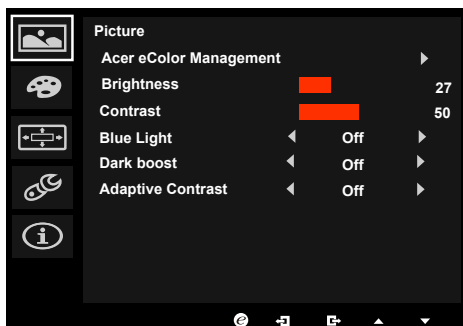 Picture
Acer eColor Management
Brightness 27
Contrast 50
Blue Light Off
Dark boost Off
Adaptive Contrast Off